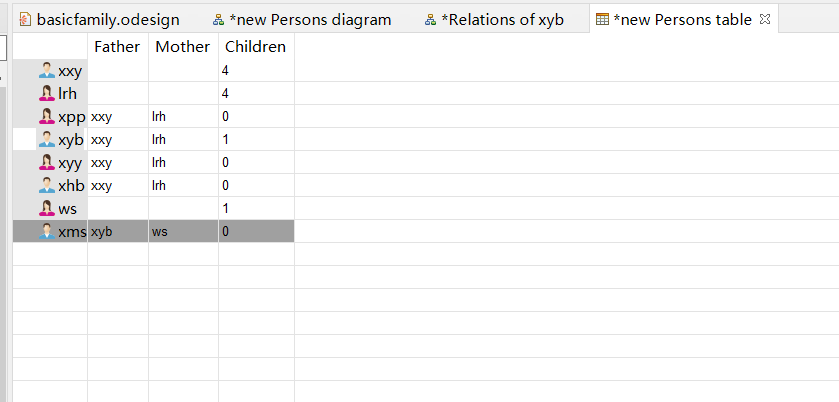 basicfamily.odesign *new Persons diagram *Relations of xyb *new Persons table
Father Mother Children
xxy 4
lrh 4
xpp xxy lrh 0
xyb xxy lrh 1
xyy xxy lrh 0
xhb xxy lrh 0
ws 1
xms xyb ws 0